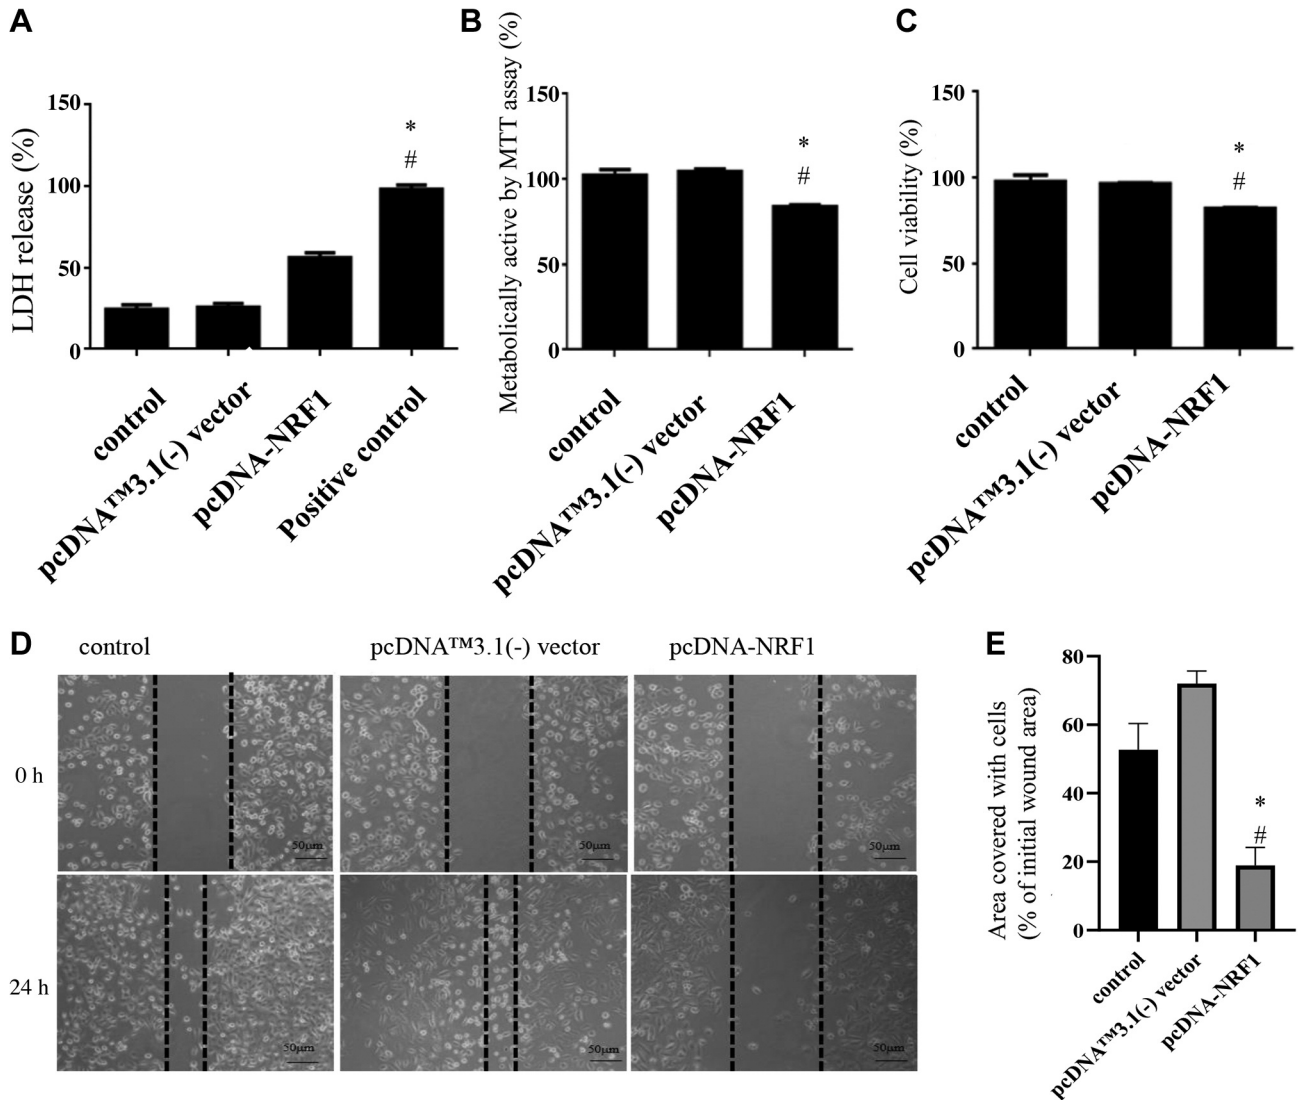 A
LDH release (%)
150
100
50
0
*
#
control
pcDNA™3.1(-) vector
pcDNA-NRF1
Positive control
B
Metabolically active by MTT assay (%)
150
100
50
0
*
#
control
pcDNA™3.1(-) vector
pcDNA-NRF1
C
Cell viability (%)
150
100
50
0
*
#
control
pcDNA™3.1(-) vector
pcDNA-NRF1
D
control
pcDNA™3.1(-) vector
pcDNA-NRF1
0 h
50μm
50μm
50μm
24 h
50μm
50μm
50μm
E
Area covered with cells
(% of initial wound area)
80
60
40
20
0
*
#
control
pcDNA™3.1(-) vector
pcDNA-NRF1